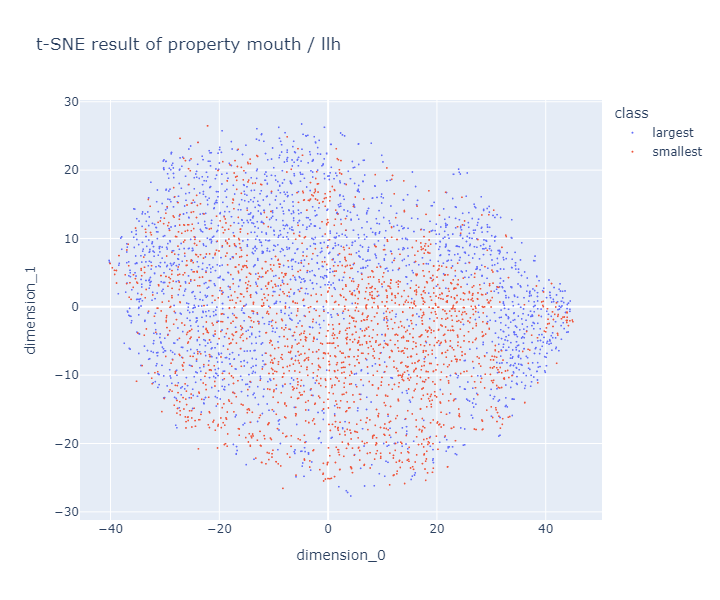 t-SNE result of property mouth / llh
class
largest
smallest
30
20
10
0
−10
−20
−30
dimension_1
−40
−20
0
20
40
dimension_0